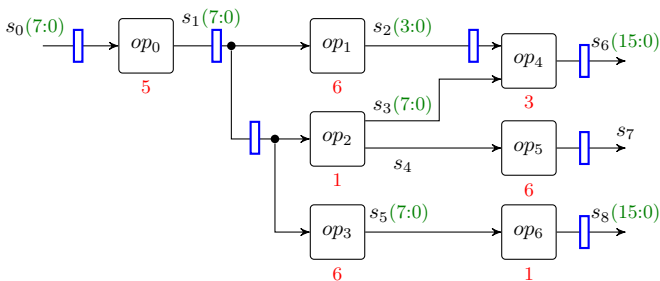 s₀(7:0)
op₀
5
s₁(7:0)
op₁
6
s₂(3:0)
op₄
3
s₆(15:0)
s₃(7:0)
op₂
1
s₄
op₅
6
s₇
op₃
6
s₅(7:0)
op₆
1
s₈(15:0)